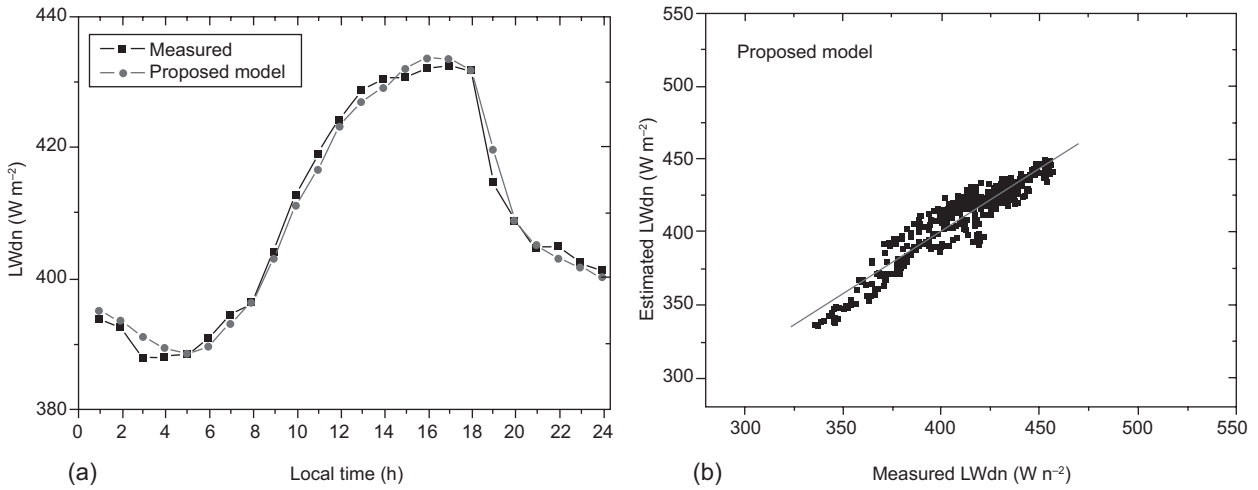 440
420
400
380
LWdn (W m⁻²)
Measured
Proposed model
0 2 4 6 8 10 12 14 16 18 20 22 24
(a)
Local time (h)
550
500
450
400
350
300
Estimated LWdn (W m⁻²)
Proposed model
300 350 400 450 500 550
(b)
Measured LWdn (W n⁻²)